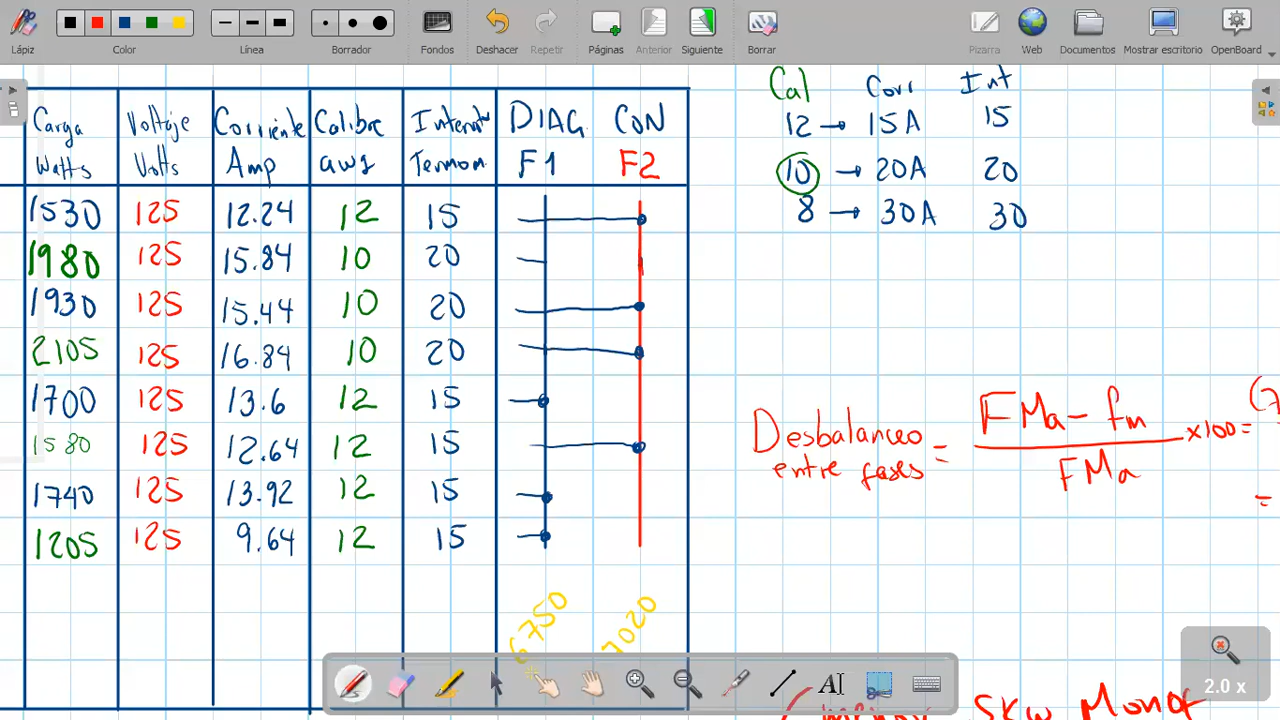 Lápiz Color Línea Borrador Fondos Deshacer Repetir Páginas Anterior Siguiente Borrar Pizarra Web Documentos Mostrar escritorio OpenBoard
Carga Voltaje Corriente Calibre DIAG CON
Watts Volts Amp awg F1 F2
1530 125 12.24 12 15
1980 125 15.84 10 20
1930 125 15.44 10 20
2105 125 16.84 10 20
1700 125 13.6 12 15
1580 125 12.64 12 15
1740 125 13.92 12 15
1205 125 9.64 12 15
6750 7020
Cal Corr Int
12 → 15A 15
10 → 20A 20
8 → 30A 30
Desbalanceo
entre fases
= FMa - fm
FMa
x100 = (7
=
5KW Monof
2.0 x